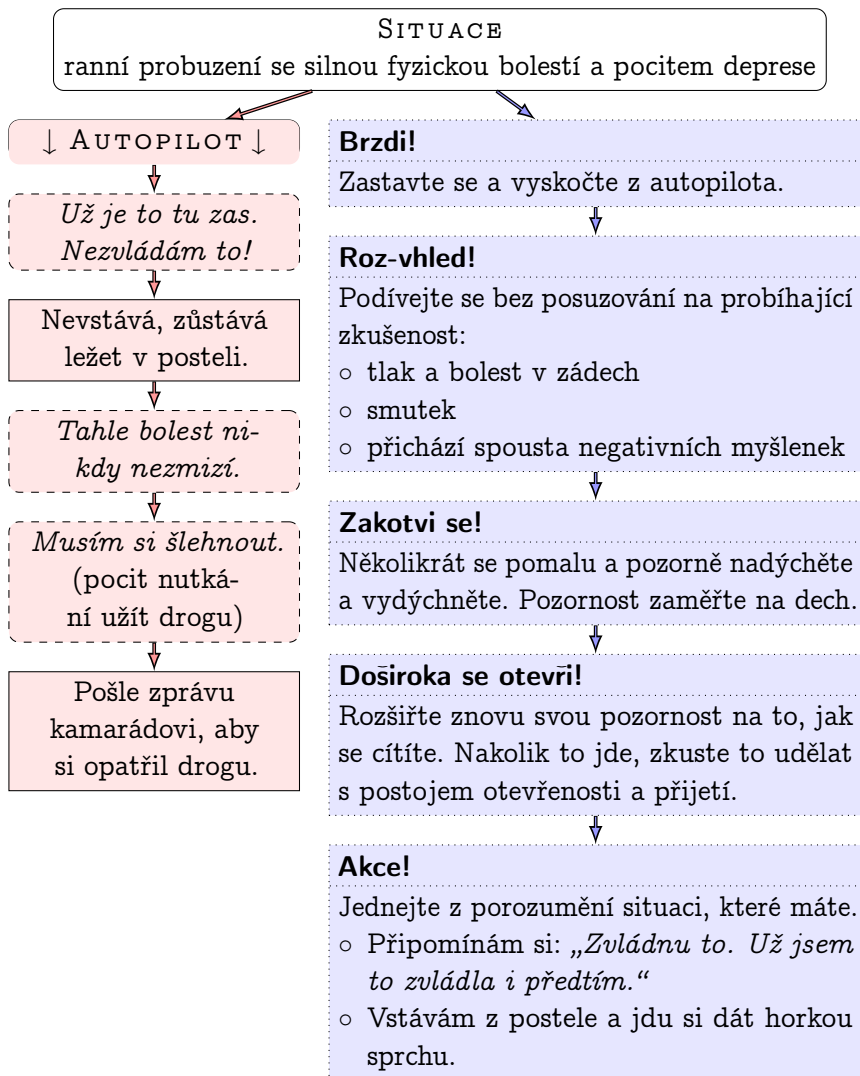 SITUACE
ranní probuzení se silnou fyzickou bolestí a pocitem deprese
↓ AUTOPILOT ↓
Už je to tu zas.
Nezvládám to!
Nevstává, zůstává
ležet v posteli.
Tahle bolest ni-
kdy nezmizí.
Musím si šlehnout.
(pocit nutká-
ní užít drogu)
Pošle zprávu
kamarádovi, aby
si opatřil drogu.
Brzdi!
Zastavte se a vyskočte z autopilota.
Roz-vhled!
Podívejte se bez posuzování na probíhající
zkušenost:
◦ tlak a bolest v zádech
◦ smutek
◦ přichází spousta negativních myšlenek
Zakotvi se!
Několikrát se pomalu a pozorně nadýchěte
a vydýchněte. Pozornost zaměřte na dech.
Doširoka se otevři!
Rozšiřte znovu svou pozornost na to, jak
se cítíte. Nakolik to jde, zkuste to udělat
s postojem otevřenosti a přijetí.
Akce!
Jednejte z porozumění situaci, které máte.
◦ Připomínám si: „Zvládnu to. Už jsem
to zvládla i předtím.“
◦ Vstávám z postele a jdu si dát horkou
sprchu.